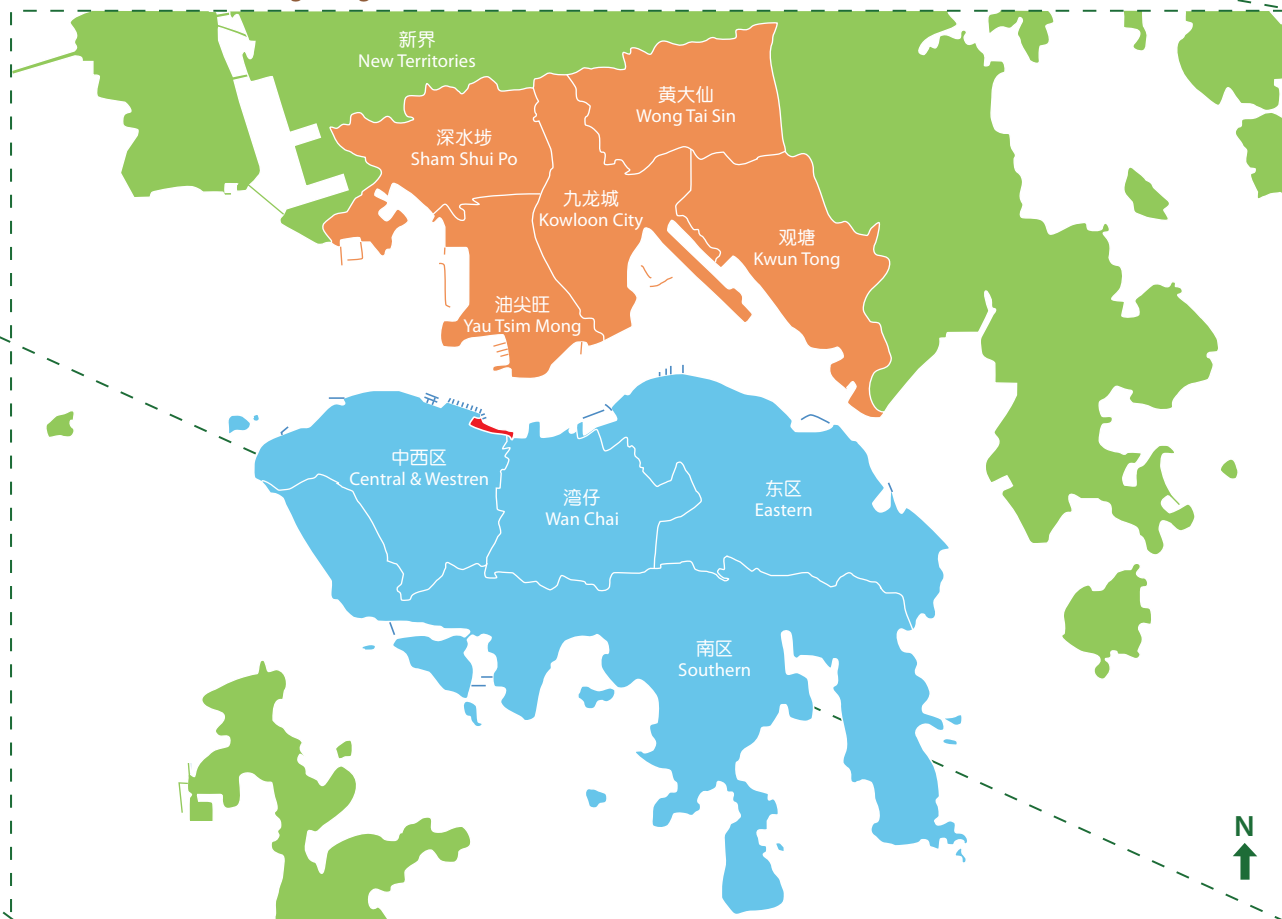 新界
New Territories
黄大仙
Wong Tai Sin
深水埗
Sham Shui Po
九龙城
Kowloon City
观塘
Kwun Tong
油尖旺
Yau Tsim Mong
中西区
Central & Westren
湾仔
Wan Chai
东区
Eastern
南区
Southern
N